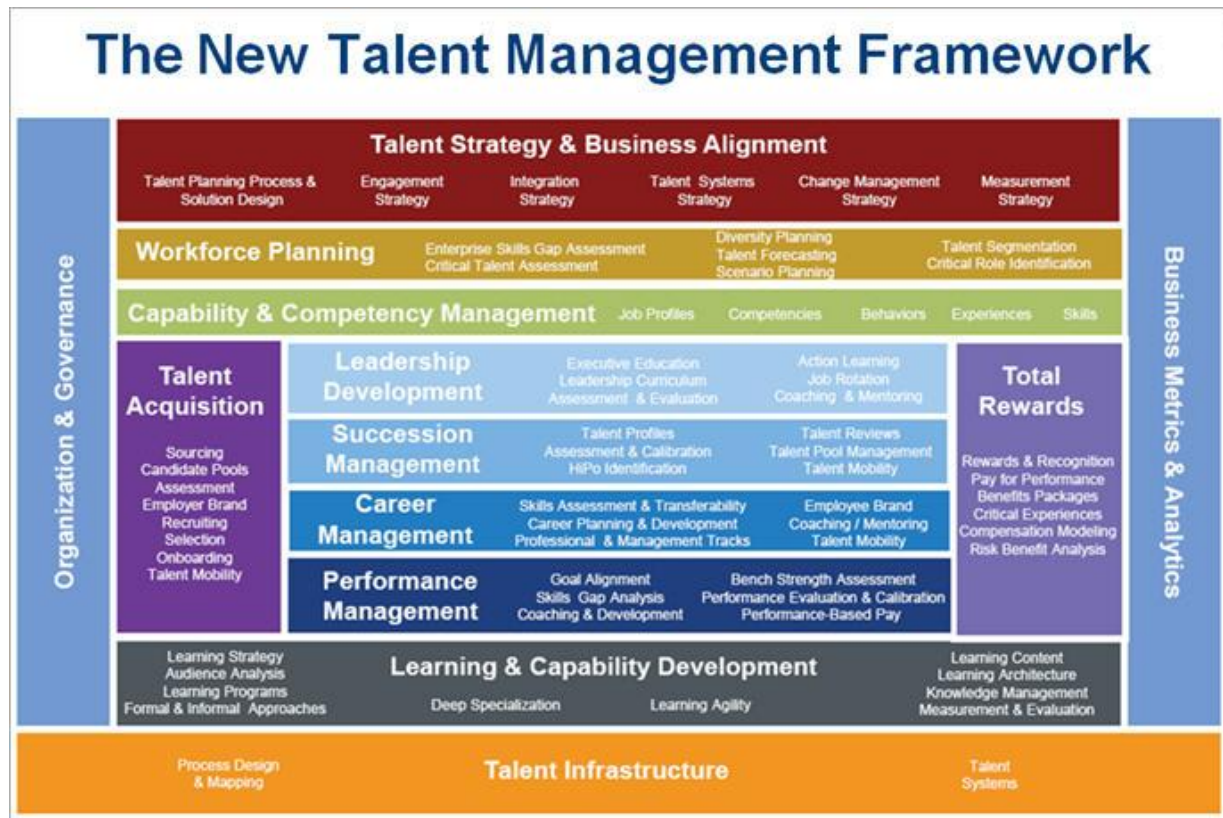 The New Talent Management Framework
Organization & Governance
Talent Strategy & Business Alignment
Talent Planning Process &
Solution Design
Engagement
Strategy
Integration
Strategy
Talent Systems
Strategy
Change Management
Strategy
Measurement
Strategy
Workforce Planning
Enterprise Skills Gap Assessment
Critical Talent Assessment
Diversity Planning
Talent Forecasting
Scenario Planning
Talent Segmentation
Critical Role Identification
Capability & Competency Management
Job Profiles
Competencies
Behaviors
Experiences
Skills
Talent
Acquisition
Sourcing
Candidate Pools
Assessment
Employer Brand
Recruiting
Selection
Onboarding
Talent Mobility
Leadership
Development
Executive Education
Leadership Curriculum
Assessment & Evaluation
Action Learning
Job Rotation
Coaching & Mentoring
Succession
Management
Talent Profiles
Assessment & Calibration
HiPo Identification
Talent Reviews
Talent Pool Management
Talent Mobility
Career
Management
Skills Assessment & Transferability
Career Planning & Development
Professional & Management Tracks
Employee Brand
Coaching / Mentoring
Talent Mobility
Performance
Management
Goal Alignment
Skills Gap Analysis
Coaching & Development
Bench Strength Assessment
Performance Evaluation & Calibration
Performance-Based Pay
Total
Rewards
Rewards & Recognition
Pay for Performance
Benefits Packages
Critical Experiences
Compensation Modeling
Risk Benefit Analysis
Learning Strategy
Audience Analysis
Learning Programs
Formal & Informal Approaches
Learning & Capability Development
Deep Specialization
Learning Agility
Learning Content
Learning Architecture
Knowledge Management
Measurement & Evaluation
Business Metrics & Analytics
Process Design
& Mapping
Talent Infrastructure
Talent
Systems